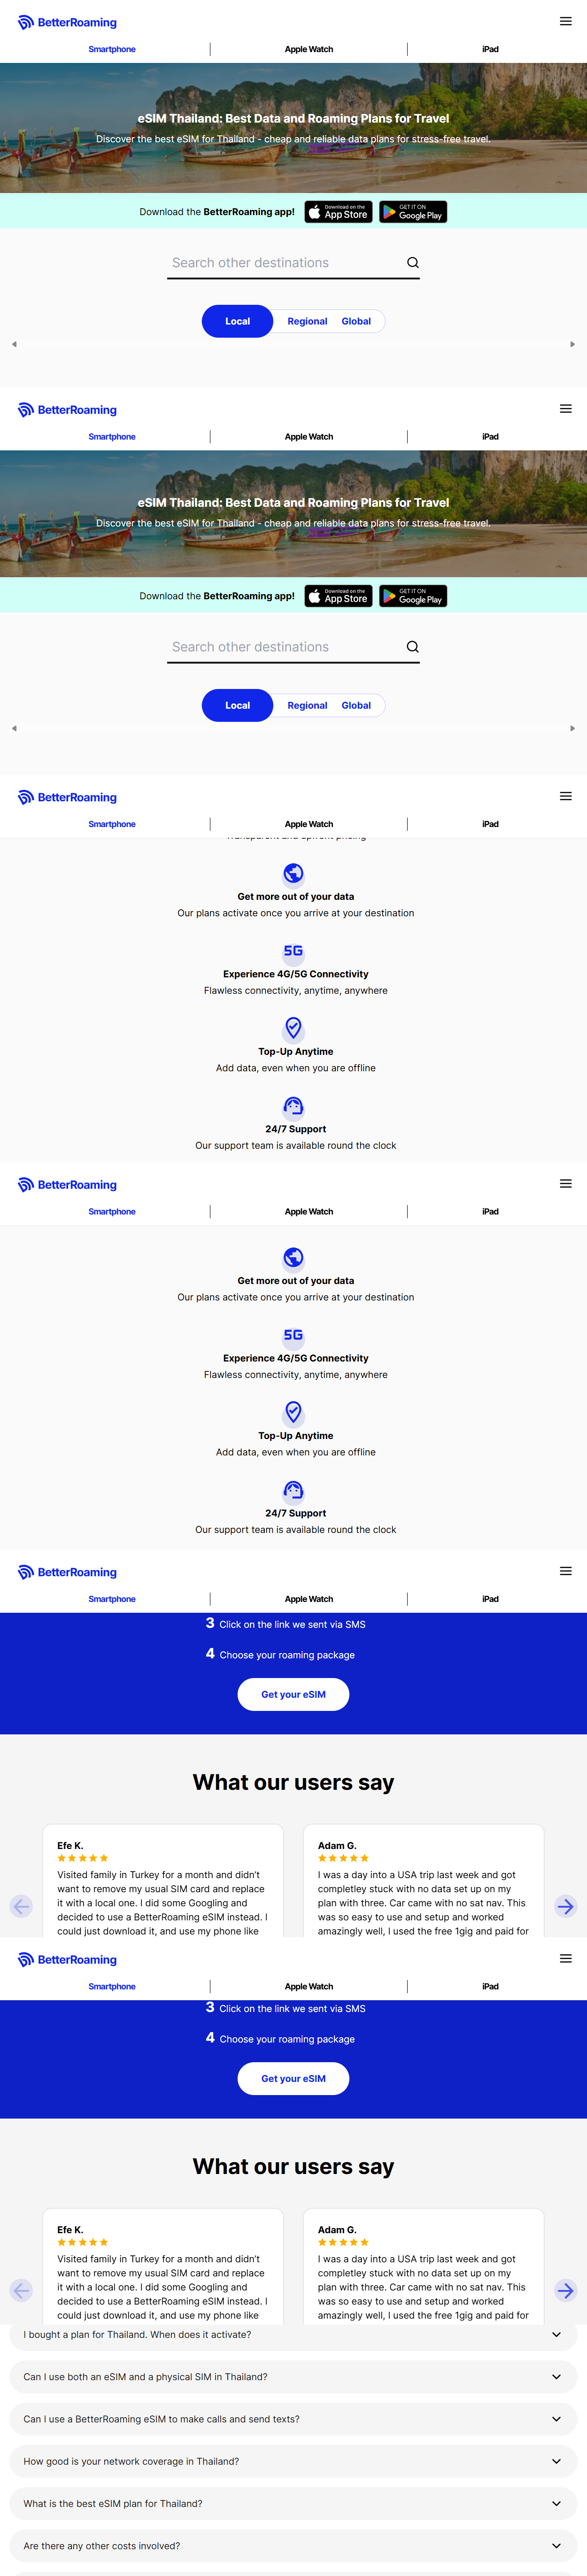 BetterRoaming
Smartphone
Apple Watch
iPad
eSIM Thailand: Best Data and Roaming Plans for Travel
Discover the best eSIM for Thailand - cheap and reliable data plans for stress-free travel.
Download the BetterRoaming app!
Download on the
App Store
GET IT ON
Google Play
Search other destinations
Local
Regional
Global
BetterRoaming
Smartphone
Apple Watch
iPad
eSIM Thailand: Best Data and Roaming Plans for Travel
Discover the best eSIM for Thailand - cheap and reliable data plans for stress-free travel.
Download the BetterRoaming app!
Download on the
App Store
GET IT ON
Google Play
Search other destinations
Local
Regional
Global
BetterRoaming
Smartphone
Apple Watch
iPad
Transparent and upfront pricing
Get more out of your data
Our plans activate once you arrive at your destination
5G
Experience 4G/5G Connectivity
Flawless connectivity, anytime, anywhere
Top-Up Anytime
Add data, even when you are offline
24/7 Support
Our support team is available round the clock
BetterRoaming
Smartphone
Apple Watch
iPad
Get more out of your data
Our plans activate once you arrive at your destination
5G
Experience 4G/5G Connectivity
Flawless connectivity, anytime, anywhere
Top-Up Anytime
Add data, even when you are offline
24/7 Support
Our support team is available round the clock
BetterRoaming
Smartphone
Apple Watch
iPad
3 Click on the link we sent via SMS
4 Choose your roaming package
Get your eSIM
What our users say
Efe K.
Visited family in Turkey for a month and didn't
want to remove my usual SIM card and replace
it with a local one. I did some Googling and
decided to use a BetterRoaming eSIM instead. I
could just download it, and use my phone like
Adam G.
I was a day into a USA trip last week and got
completley stuck with no data set up on my
plan with three. Car came with no sat nav. This
was so easy to use and setup and worked
amazingly well, I used the free 1gig and paid for
BetterRoaming
Smartphone
Apple Watch
iPad
3 Click on the link we sent via SMS
4 Choose your roaming package
Get your eSIM
What our users say
Efe K.
Visited family in Turkey for a month and didn't
want to remove my usual SIM card and replace
it with a local one. I did some Googling and
decided to use a BetterRoaming eSIM instead. I
could just download it, and use my phone like
Adam G.
I was a day into a USA trip last week and got
completley stuck with no data set up on my
plan with three. Car came with no sat nav. This
was so easy to use and setup and worked
amazingly well, I used the free 1gig and paid for
I bought a plan for Thailand. When does it activate?
Can I use both an eSIM and a physical SIM in Thailand?
Can I use a BetterRoaming eSIM to make calls and send texts?
How good is your network coverage in Thailand?
What is the best eSIM plan for Thailand?
Are there any other costs involved?